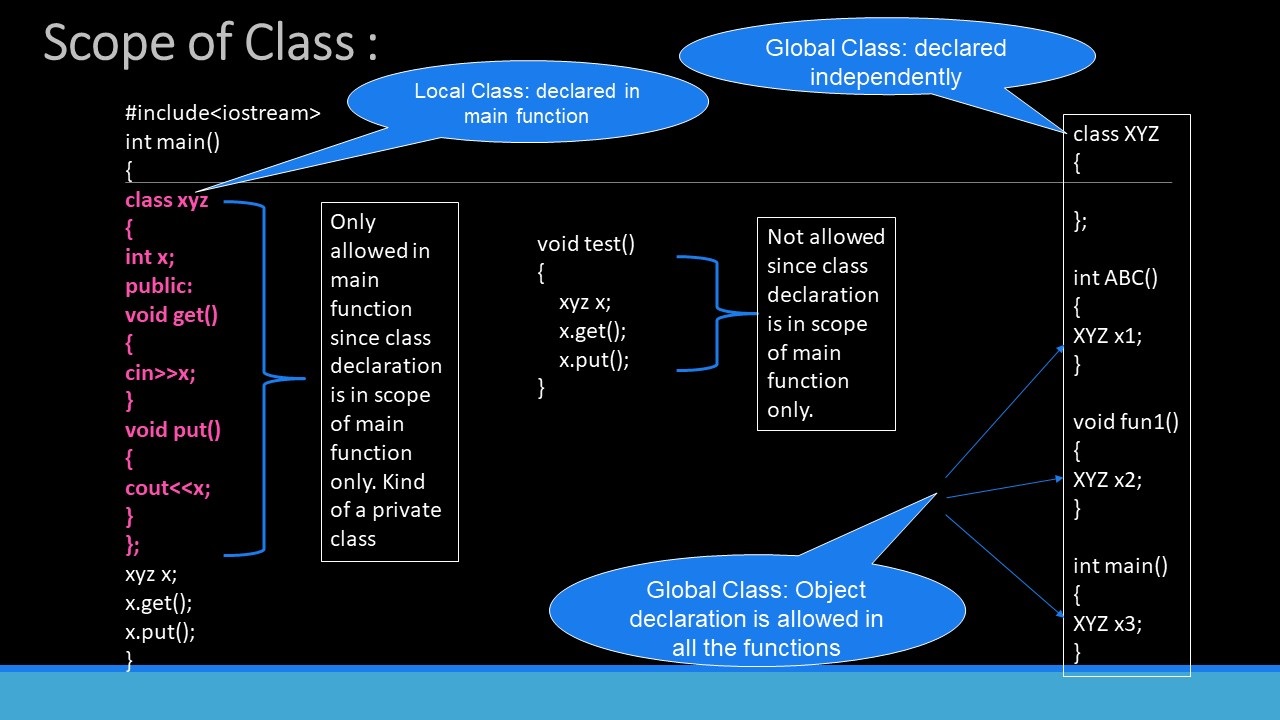 Scope of Class :
Local Class: declared in
main function
Global Class: declared
independently
#include<iostream>
int main()
{
class xyz
{
int x;
public:
void get()
{
cin>>x;
}
void put()
{
cout<<x;
}
};
xyz x;
x.get();
x.put();
}
Only
allowed in
main
function
since class
declaration
is in scope
of main
function
only. Kind
of a private
class
void test()
{
xyz x;
x.get();
x.put();
}
Not allowed
since class
declaration
is in scope
of main
function
only.
Global Class: Object
declaration is allowed in
all the functions
class XYZ
{
};
int ABC()
{
XYZ x1;
}
void fun1()
{
XYZ x2;
}
int main()
{
XYZ x3;
}